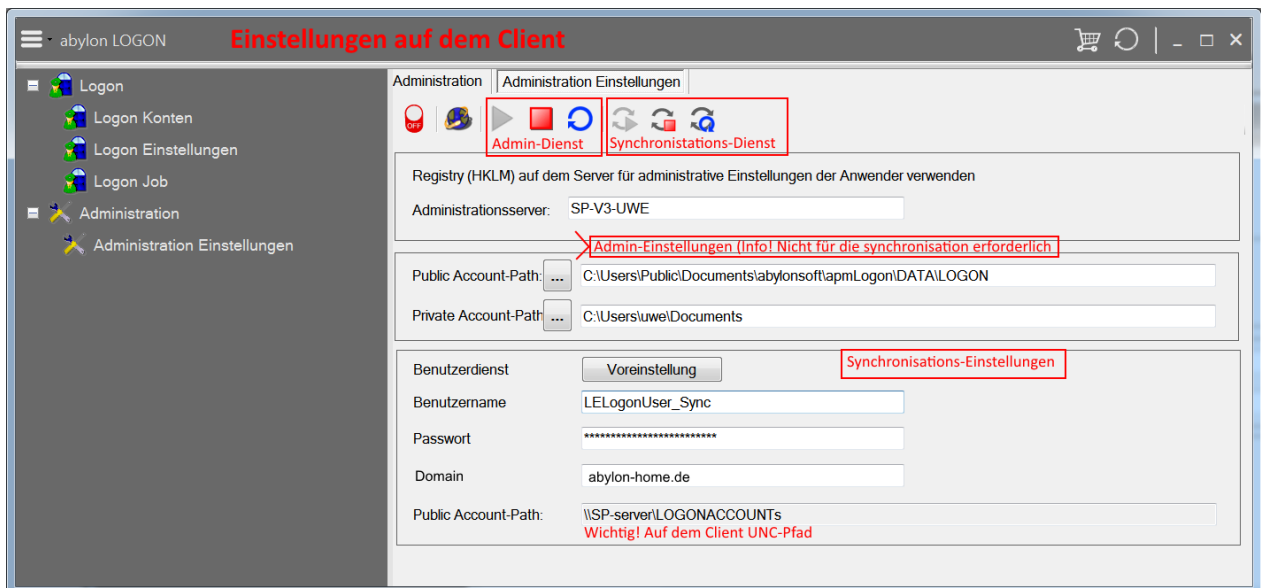 abylon LOGON
Einstellungen auf dem Client
Logon
Logon Konten
Logon Einstellungen
Logon Job
Administration
Administration Einstellungen
Administration
Administration Einstellungen
OFF
Admin-Dienst
Synchronistations-Dienst
Registry (HKLM) auf dem Server für administrative Einstellungen der Anwender verwenden
Administrationsserver:
SP-V3-UWE
Admin-Einstellungen (Info! Nicht für die synchronisation erforderlich
Public Account-Path:
...
C:\Users\Public\Documents\abylonsoft\apmLogon\DATA\LOGON
Private Account-Path
...
C:\Users\uwe\Documents
Synchronisations-Einstellungen
Benutzerdienst
Voreinstellung
Benutzername
LELogonUser_Sync
Passwort
*************************
Domain
abylon-home.de
Public Account-Path:
\\SP-server\LOGONACCOUNTs
Wichtig! Auf dem Client UNC-Pfad